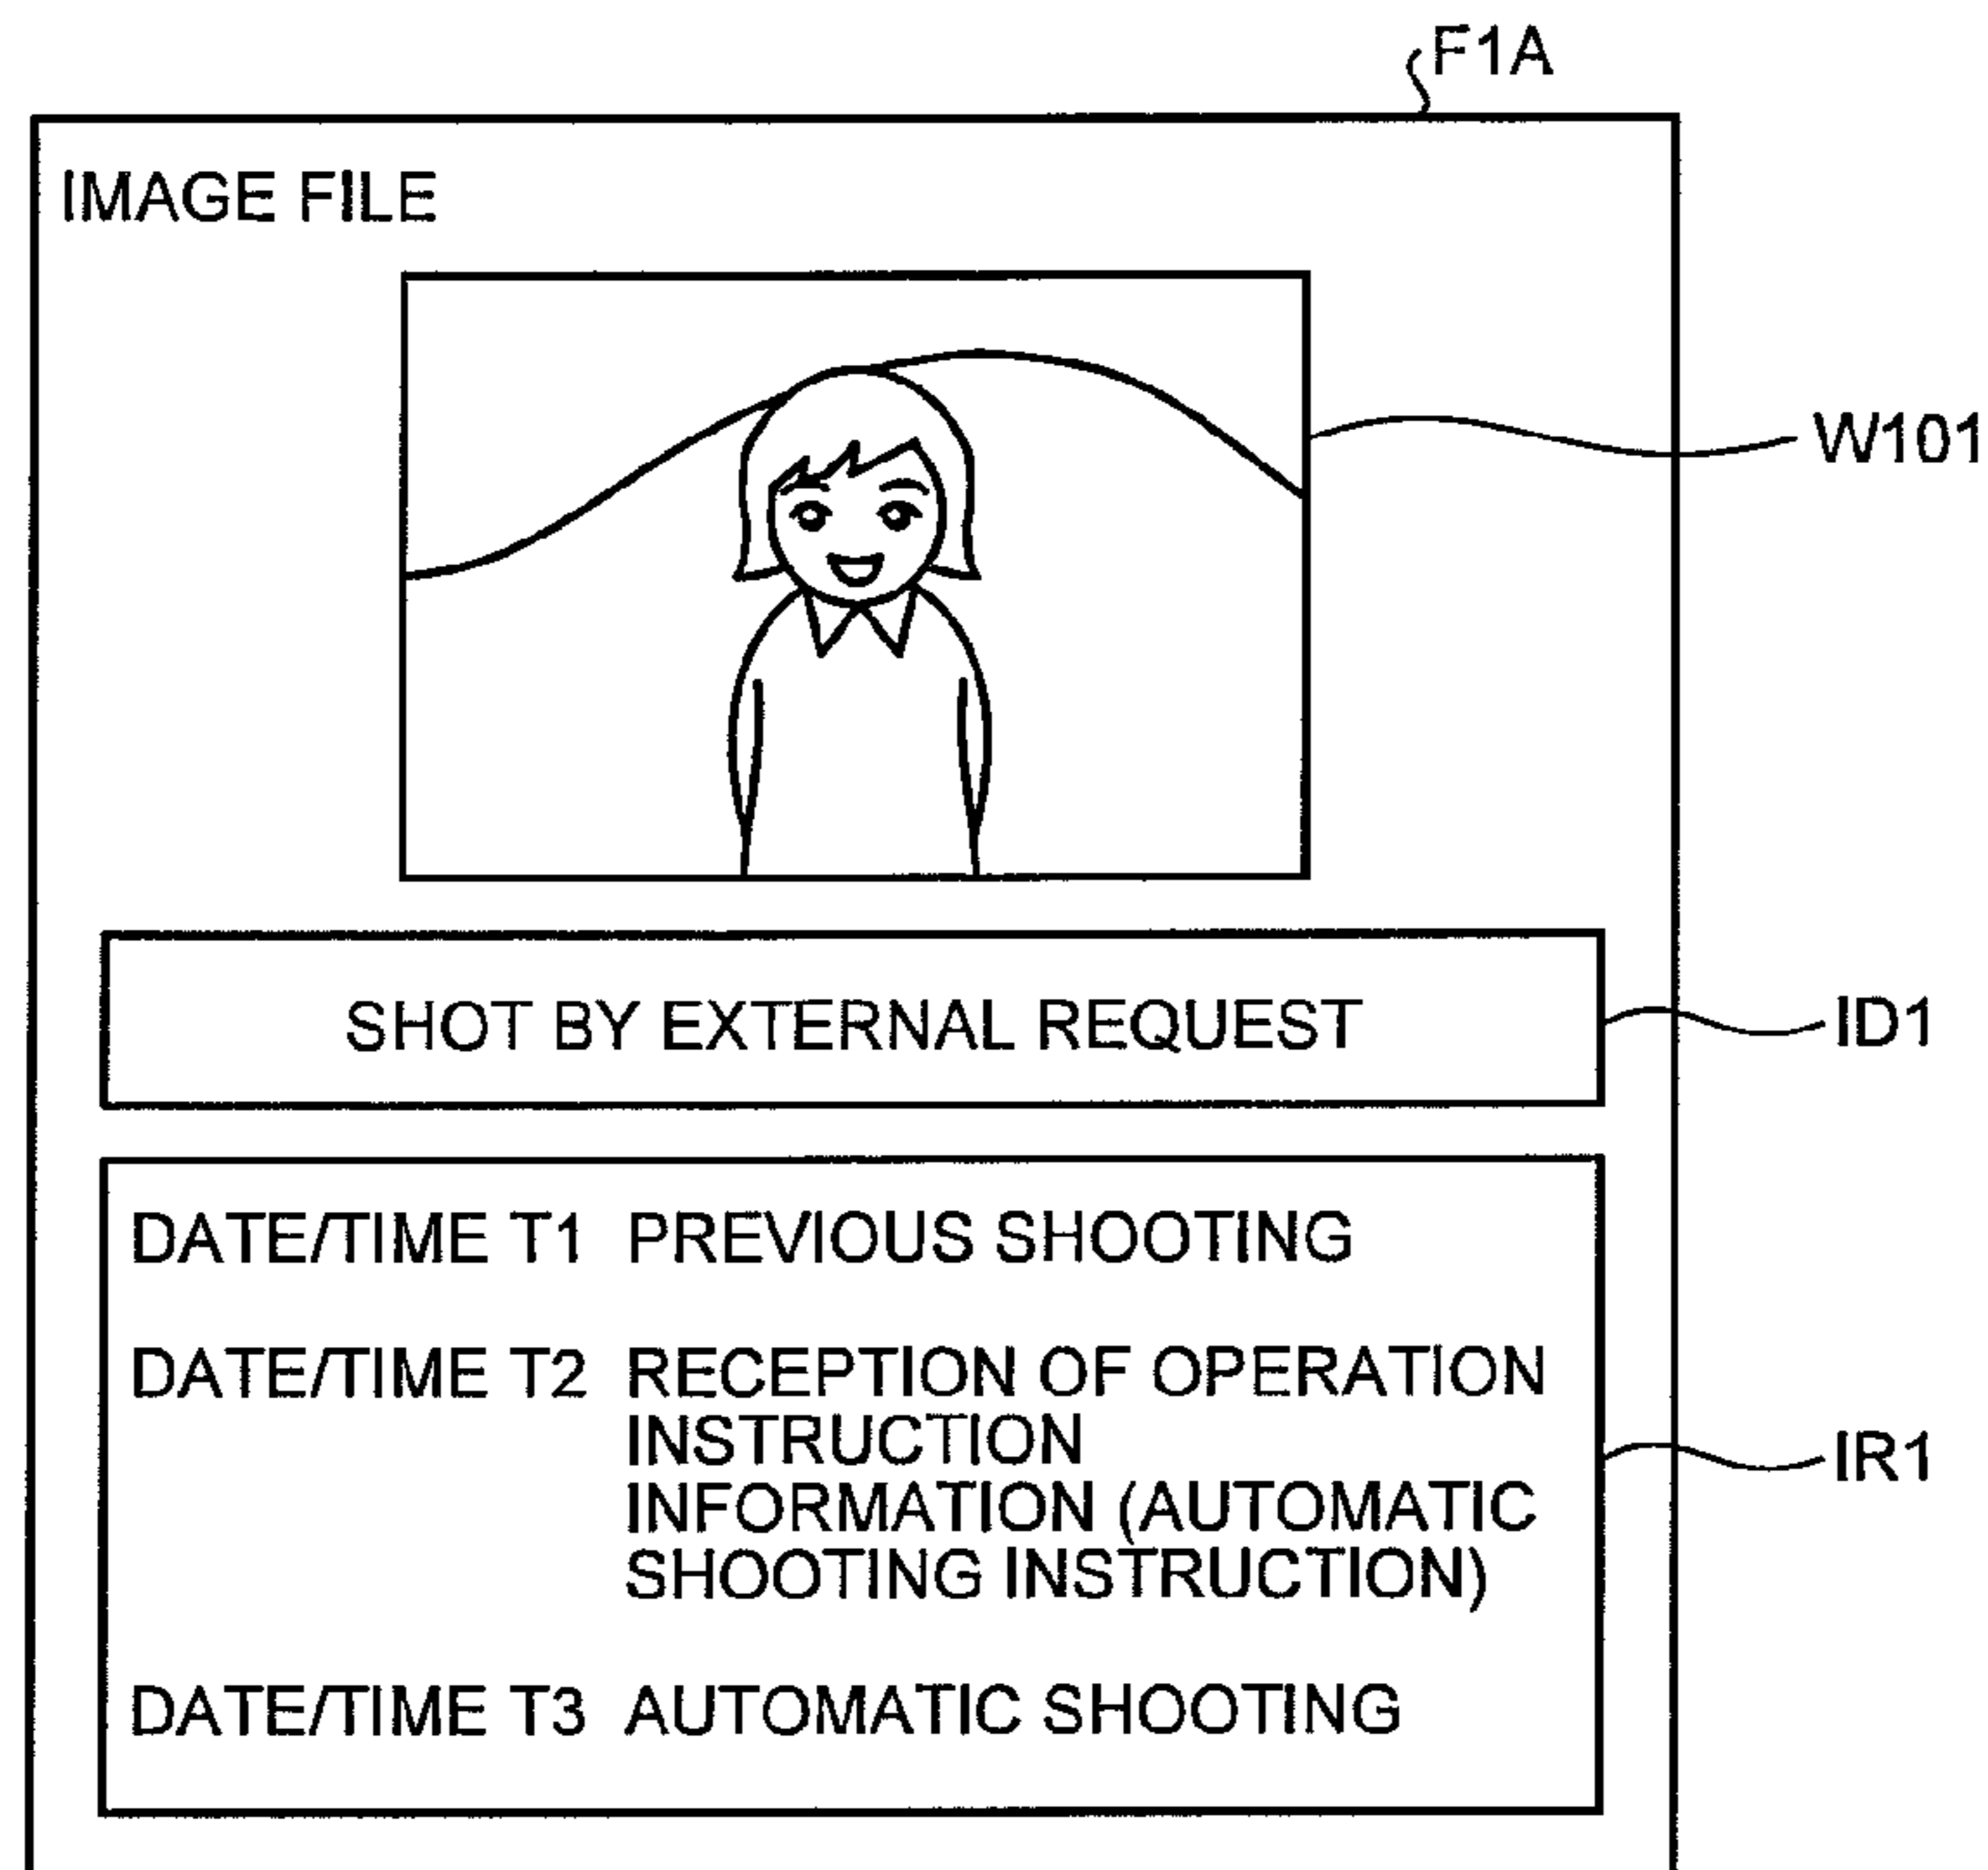 F1A
IMAGE FILE
W101
SHOT BY EXTERNAL REQUEST
ID1
DATE/TIME T1 PREVIOUS SHOOTING
DATE/TIME T2 RECEPTION OF OPERATION
INSTRUCTION
INFORMATION (AUTOMATIC
SHOOTING INSTRUCTION)
IR1
DATE/TIME T3 AUTOMATIC SHOOTING